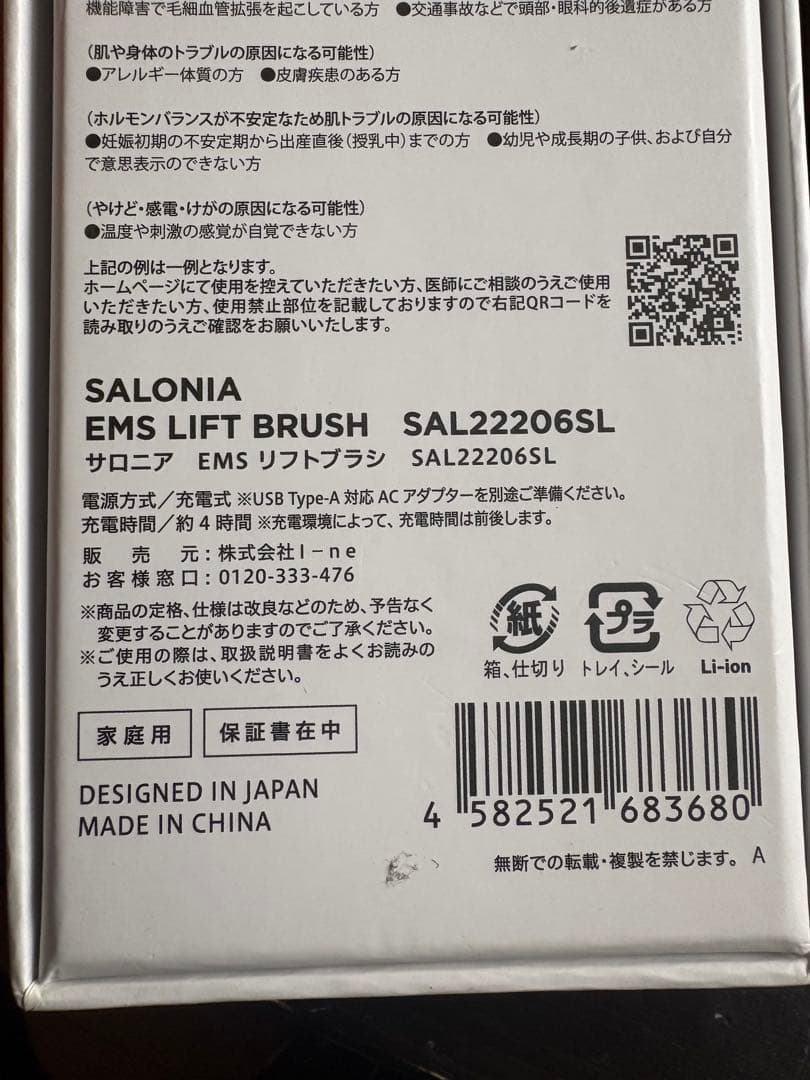 機能障害で毛細血管拡張を起こしている方　●交通事故などで頭部・眼科的後遺症がある方
（肌や身体のトラブルの原因になる可能性）
●アレルギー体質の方　●皮膚疾患のある方
（ホルモンバランスが不安定なため肌トラブルの原因になる可能性）
●妊娠初期の不安定期から出産直後（授乳中）までの方　●幼児や成長期の子供、および自分
で意思表示のできない方
（やけど・感電・けがの原因になる可能性）
●温度や刺激の感覚が自覚できない方
上記の例は一例となります。
ホームページにて使用を控えていただきたい方、医師にご相談のうえご使用
いただきたい方、使用禁止部位を記載しておりますので右記QRコードを
読み取りのうえご確認をお願いいたします。
SALONIA
EMS LIFT BRUSH　SAL22206SL
サロニア　EMS リフトブラシ　SAL22206SL
電源方式／充電式 ※USB Type-A 対応 AC アダプターを別途ご準備ください。
充電時間／約 4 時間 ※充電環境によって、充電時間は前後します。
販　売　元：株式会社I－ne
お客様窓口：0120-333-476
※商品の定格、仕様は改良などのため、予告なく
変更することがありますのでご了承ください。
※ご使用の際は、取扱説明書をよくお読みの
うえ正しくお使いください。
紙　プラ
箱、仕切り　トレイ、シール　Li-ion
家庭用　保証書在中
DESIGNED IN JAPAN
MADE IN CHINA
4 582521 683680
無断での転載・複製を禁じます。 A